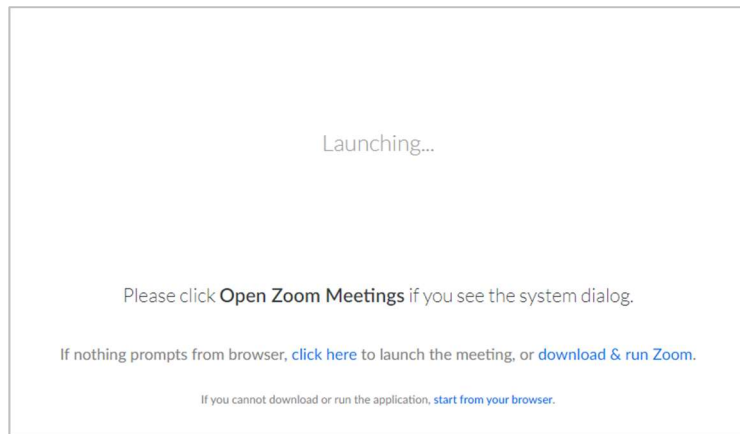 Launching...
Please click Open Zoom Meetings if you see the system dialog.
If nothing prompts from browser, click here to launch the meeting, or download & run Zoom.
If you cannot download or run the application, start from your browser.